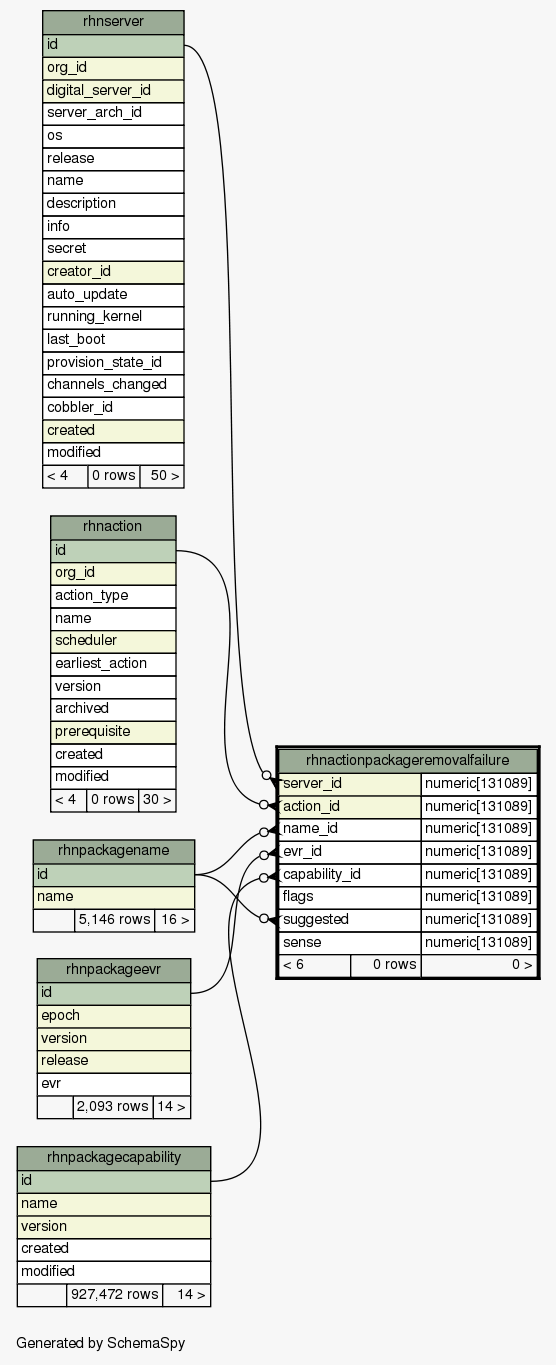 rhnserver
id
org_id
digital_server_id
server_arch_id
os
release
name
description
info
secret
creator_id
auto_update
running_kernel
last_boot
provision_state_id
channels_changed
cobbler_id
created
modified
< 4 0 rows 50 >
rhnaction
id
org_id
action_type
name
scheduler
earliest_action
version
archived
prerequisite
created
modified
< 4 0 rows 30 >
rhnactionpackageremovalfailure
server_id numeric[131089]
action_id numeric[131089]
name_id numeric[131089]
evr_id numeric[131089]
capability_id numeric[131089]
flags numeric[131089]
suggested numeric[131089]
sense numeric[131089]
< 6 0 rows 0 >
rhnpackagename
id
name
5,146 rows 16 >
rhnpackageevr
id
epoch
version
release
evr
2,093 rows 14 >
rhnpackagecapability
id
name
version
created
modified
927,472 rows 14 >
Generated by SchemaSpy